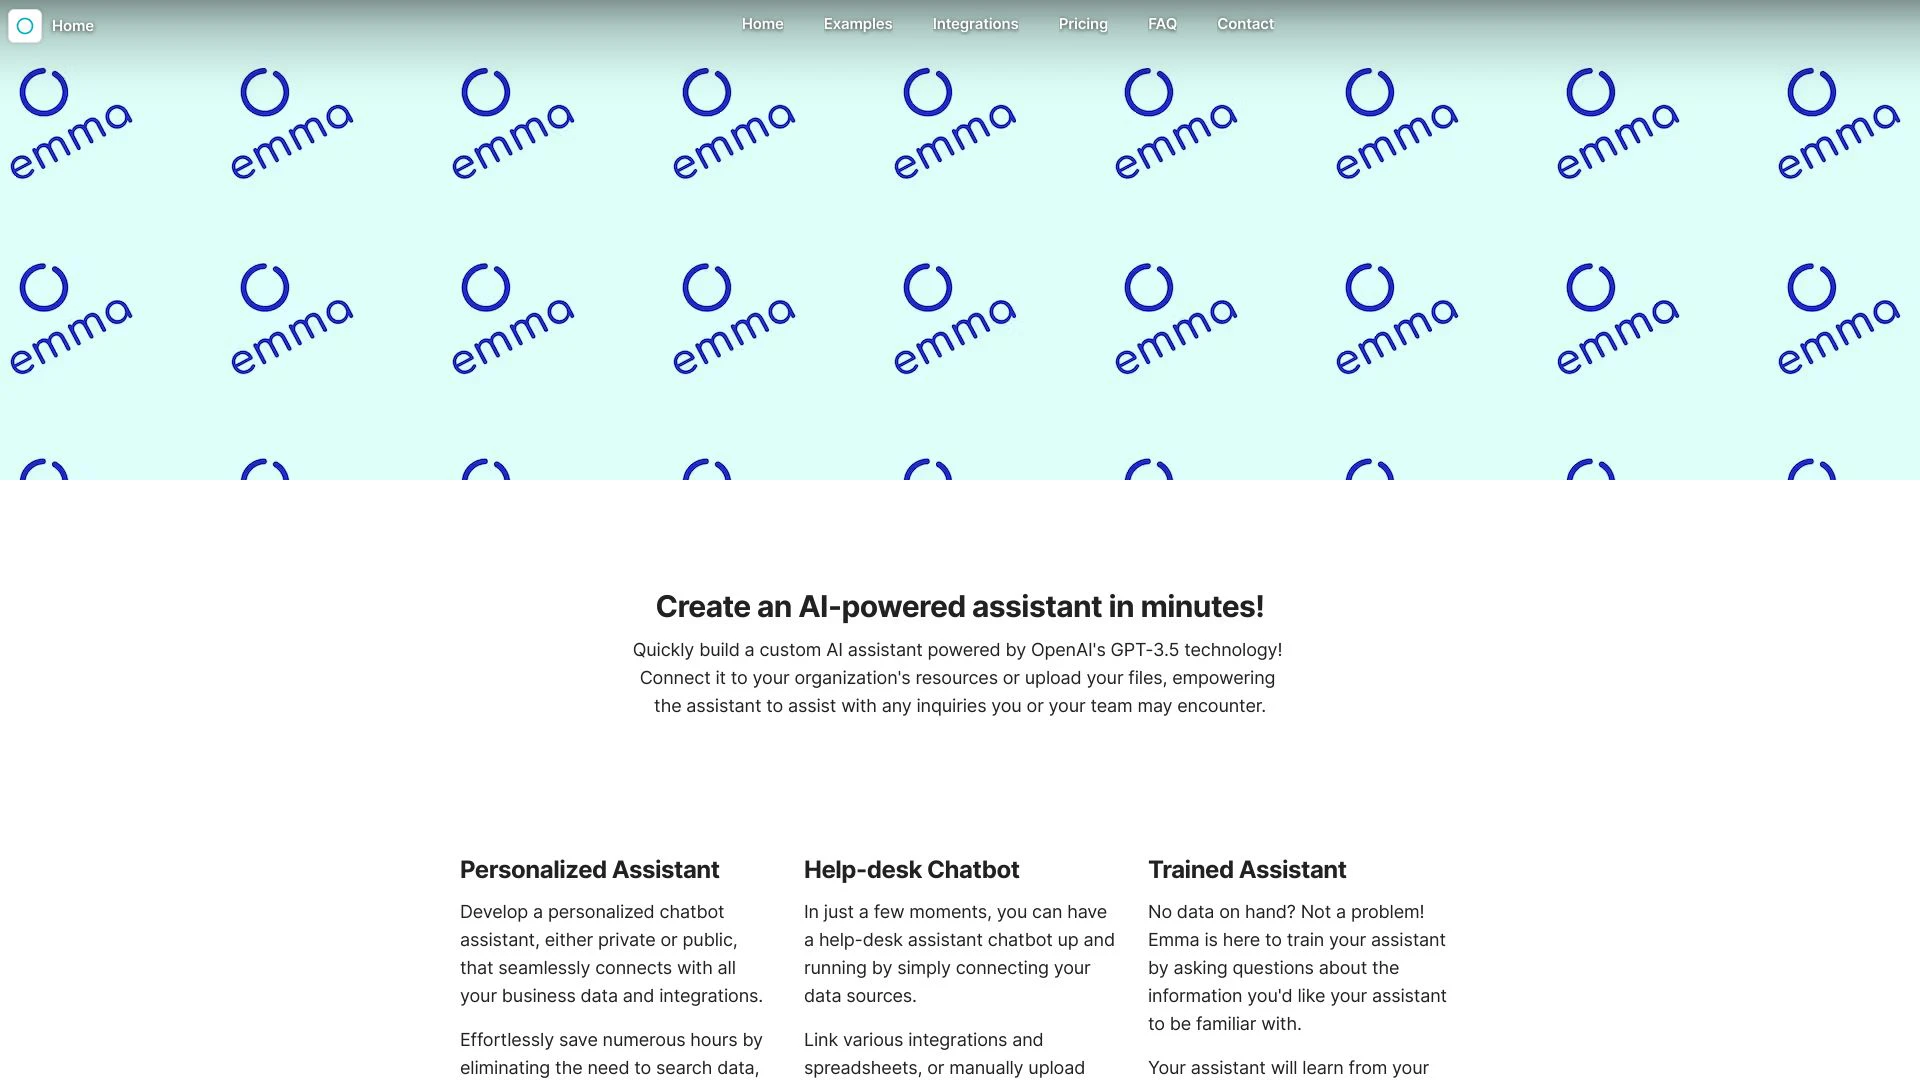 Home
Home Examples Integrations Pricing FAQ Contact
emma emma emma emma emma emma emma emma emma
emma emma emma emma emma emma emma emma emma
Create an AI-powered assistant in minutes!
Quickly build a custom AI assistant powered by OpenAI's GPT-3.5 technology!
Connect it to your organization's resources or upload your files, empowering
the assistant to assist with any inquiries you or your team may encounter.
Personalized Assistant
Develop a personalized chatbot
assistant, either private or public,
that seamlessly connects with all
your business data and integrations.
Effortlessly save numerous hours by
eliminating the need to search data,
Help-desk Chatbot
In just a few moments, you can have
a help-desk assistant chatbot up and
running by simply connecting your
data sources.
Link various integrations and
spreadsheets, or manually upload
Trained Assistant
No data on hand? Not a problem!
Emma is here to train your assistant
by asking questions about the
information you'd like your assistant
to be familiar with.
Your assistant will learn from your